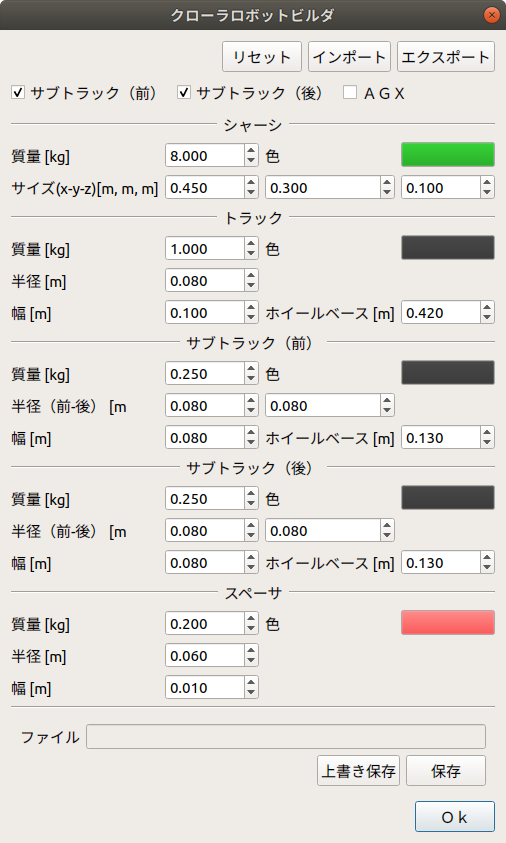 クローラロボットビルダ
リセット インポート エクスポート
サブトラック（前） サブトラック（後） ＡＧＸ
シャーシ
質量 [kg] 8.000 色
サイズ(x-y-z)[m, m, m] 0.450 0.300 0.100
トラック
質量 [kg] 1.000 色
半径 [m] 0.080
幅 [m] 0.100 ホイールベース [m] 0.420
サブトラック（前）
質量 [kg] 0.250 色
半径（前-後） [m 0.080 0.080
幅 [m] 0.080 ホイールベース [m] 0.130
サブトラック（後）
質量 [kg] 0.250 色
半径（前-後） [m 0.080 0.080
幅 [m] 0.080 ホイールベース [m] 0.130
スペーサ
質量 [kg] 0.200 色
半径 [m] 0.060
幅 [m] 0.010
ファイル
上書き保存 保存
Ｏｋ